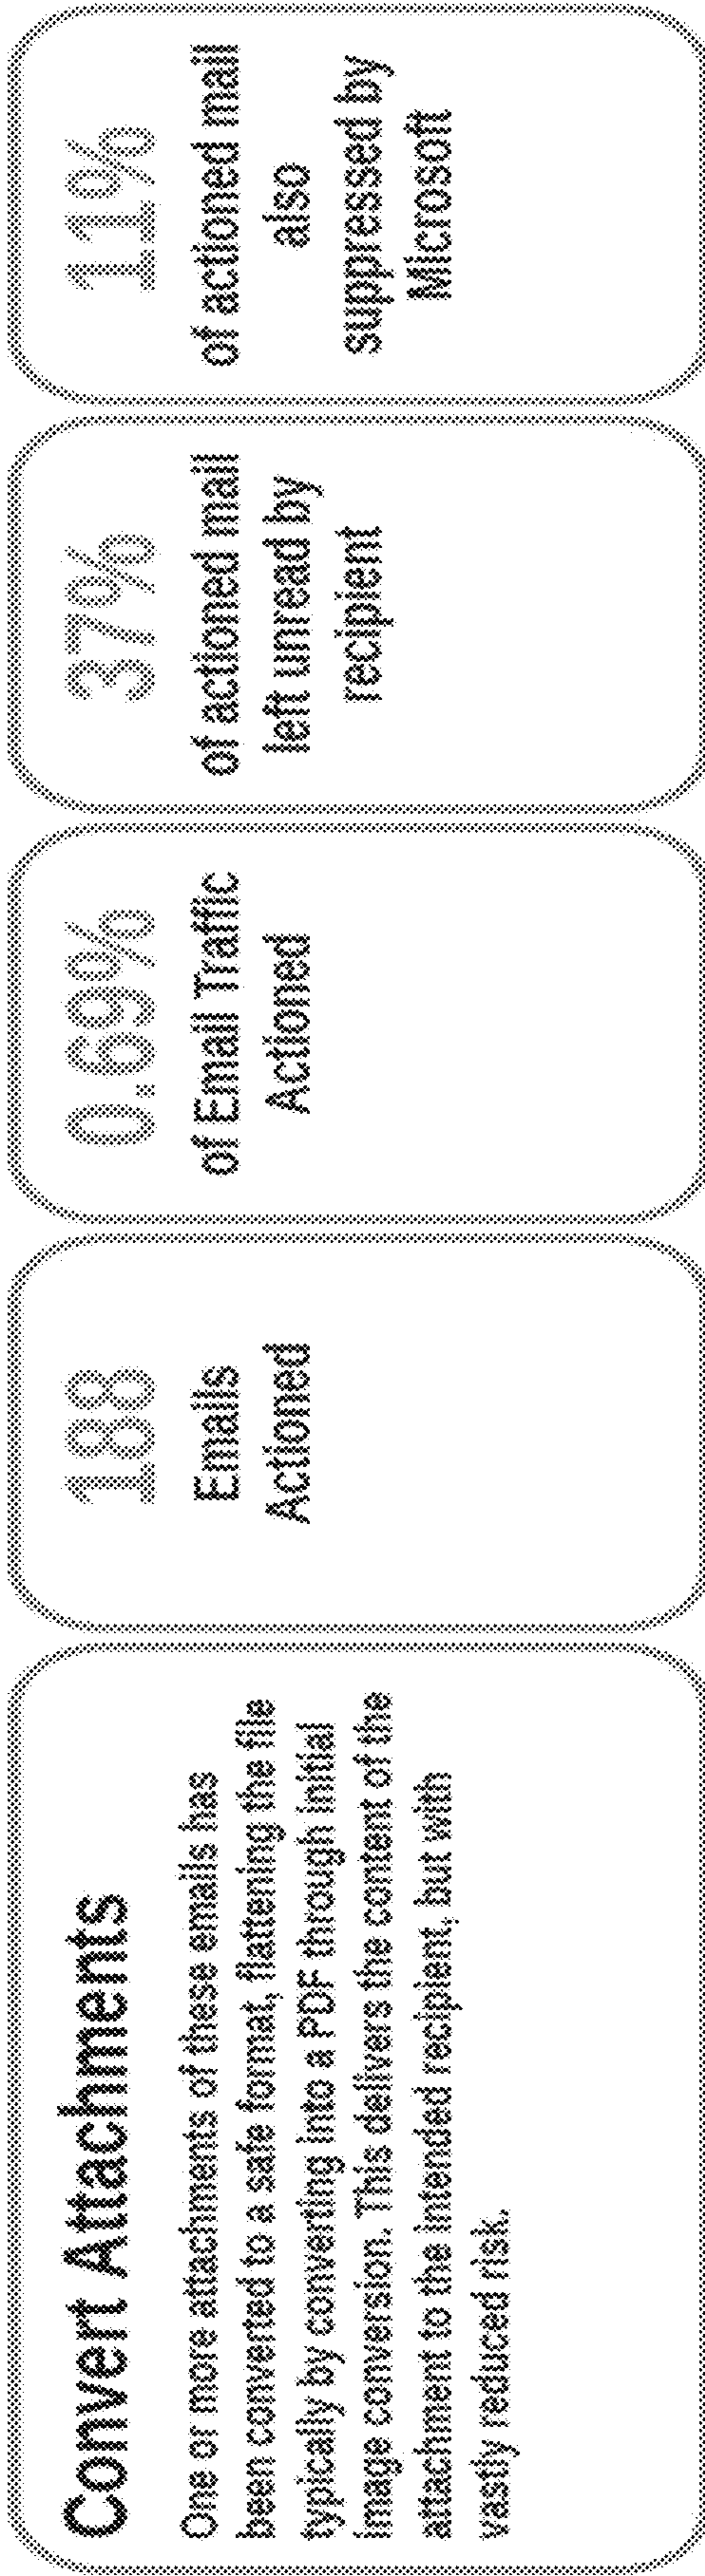 Convert Attachments
One or more attachments of these emails has
been converted to a safe format, flattening the file
typically by converting into a PDF through initial
image conversion. This delivers the content of the
attachment to the intended recipient, but with
vastly reduced risk.
188
Emails
Actioned
0.69%
of Email Traffic
Actioned
37%
of actioned mail
left unread by
recipient
11%
of actioned mail
also
suppressed by
Microsoft